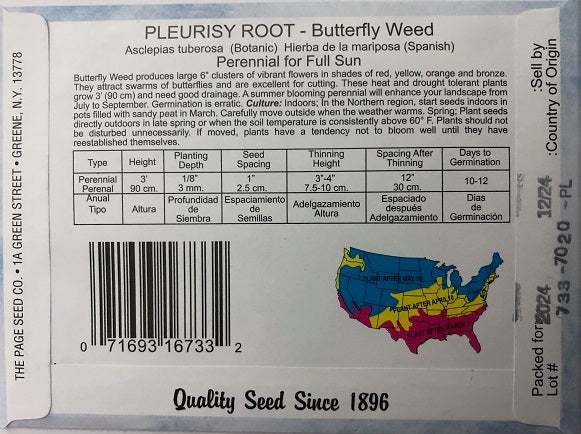 PLEURISY ROOT - Butterfly Weed
Asclepias tuberosa (Botanic) Hierba de la mariposa (Spanish)
Perennial for Full Sun
Butterfly Weed produces large 6" clusters of vibrant flowers in shades of red, yellow, orange and bronze.
They attract swarms of butterflies and are excellent for cutting. These heat and drought tolerant plants
grow 3' (90 cm) and need good drainage. A summer blooming perennial will enhance your landscape from
July to September. Germination is erratic. Culture: Indoors; In the Northern region, start seeds indoors in
pots filled with sandy peat in March. Carefully move outside when the weather warms. Spring; Plant seeds
directly outdoors in late spring or when the soil temperature is consistently above 60° F. Plants should not
be disturbed unnecessarily. If moved, plants have a tendency not to bloom well until they have
reestablished themselves.
Type Height Planting Depth Seed Spacing Thinning Height Spacing After Thinning Days to Germination
Perennial Perenal 3' 90 cm. 1/8" 3 mm. 1" 2.5 cm. 3"-4" 7.5-10 cm. 12" 30 cm. 10-12
Anual Tipo Altura Profundidad de Siembra Espaciamiento de Semillas Adelgazamiento Altura Espaciado después Adelgazamiento Dias de Germinación
PLANT AFTER MAY 10
PLANT AFTER APRIL 10
PLANT AFTER MARCH
0 71693 16733 2
Quality Seed Since 1896
THE PAGE SEED CO. • 1A GREEN STREET • GREENE, N.Y. 13778
Packed for: 2024 12/24 :Sell by
Lot # 733-7020-PL :Country of Origin